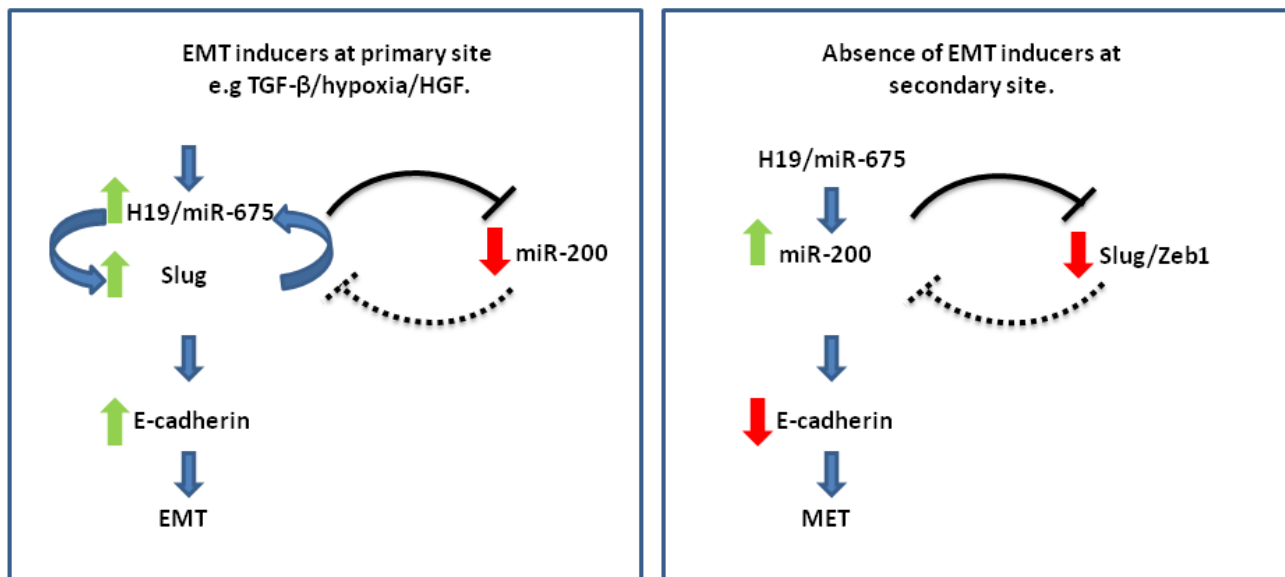 EMT inducers at primary site
e.g TGF-β/hypoxia/HGF.
H19/miR-675
miR-200
Slug
E-cadherin
EMT
Absence of EMT inducers at
secondary site.
H19/miR-675
miR-200
Slug/Zeb1
E-cadherin
MET